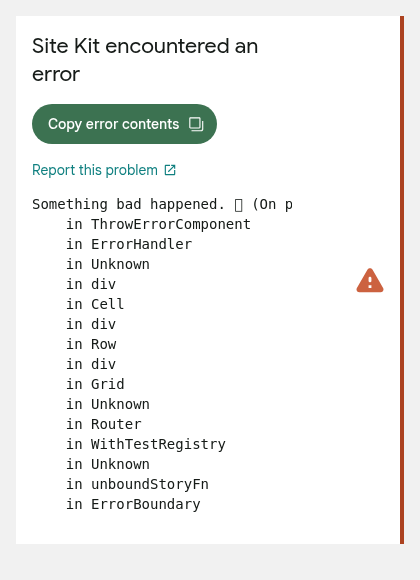 Site Kit encountered an
error
Copy error contents
Report this problem
Something bad happened. (On p
in ThrowErrorComponent
in ErrorHandler
in Unknown
in div
in Cell
in div
in Row
in div
in Grid
in Unknown
in Router
in WithTestRegistry
in Unknown
in unboundStoryFn
in ErrorBoundary